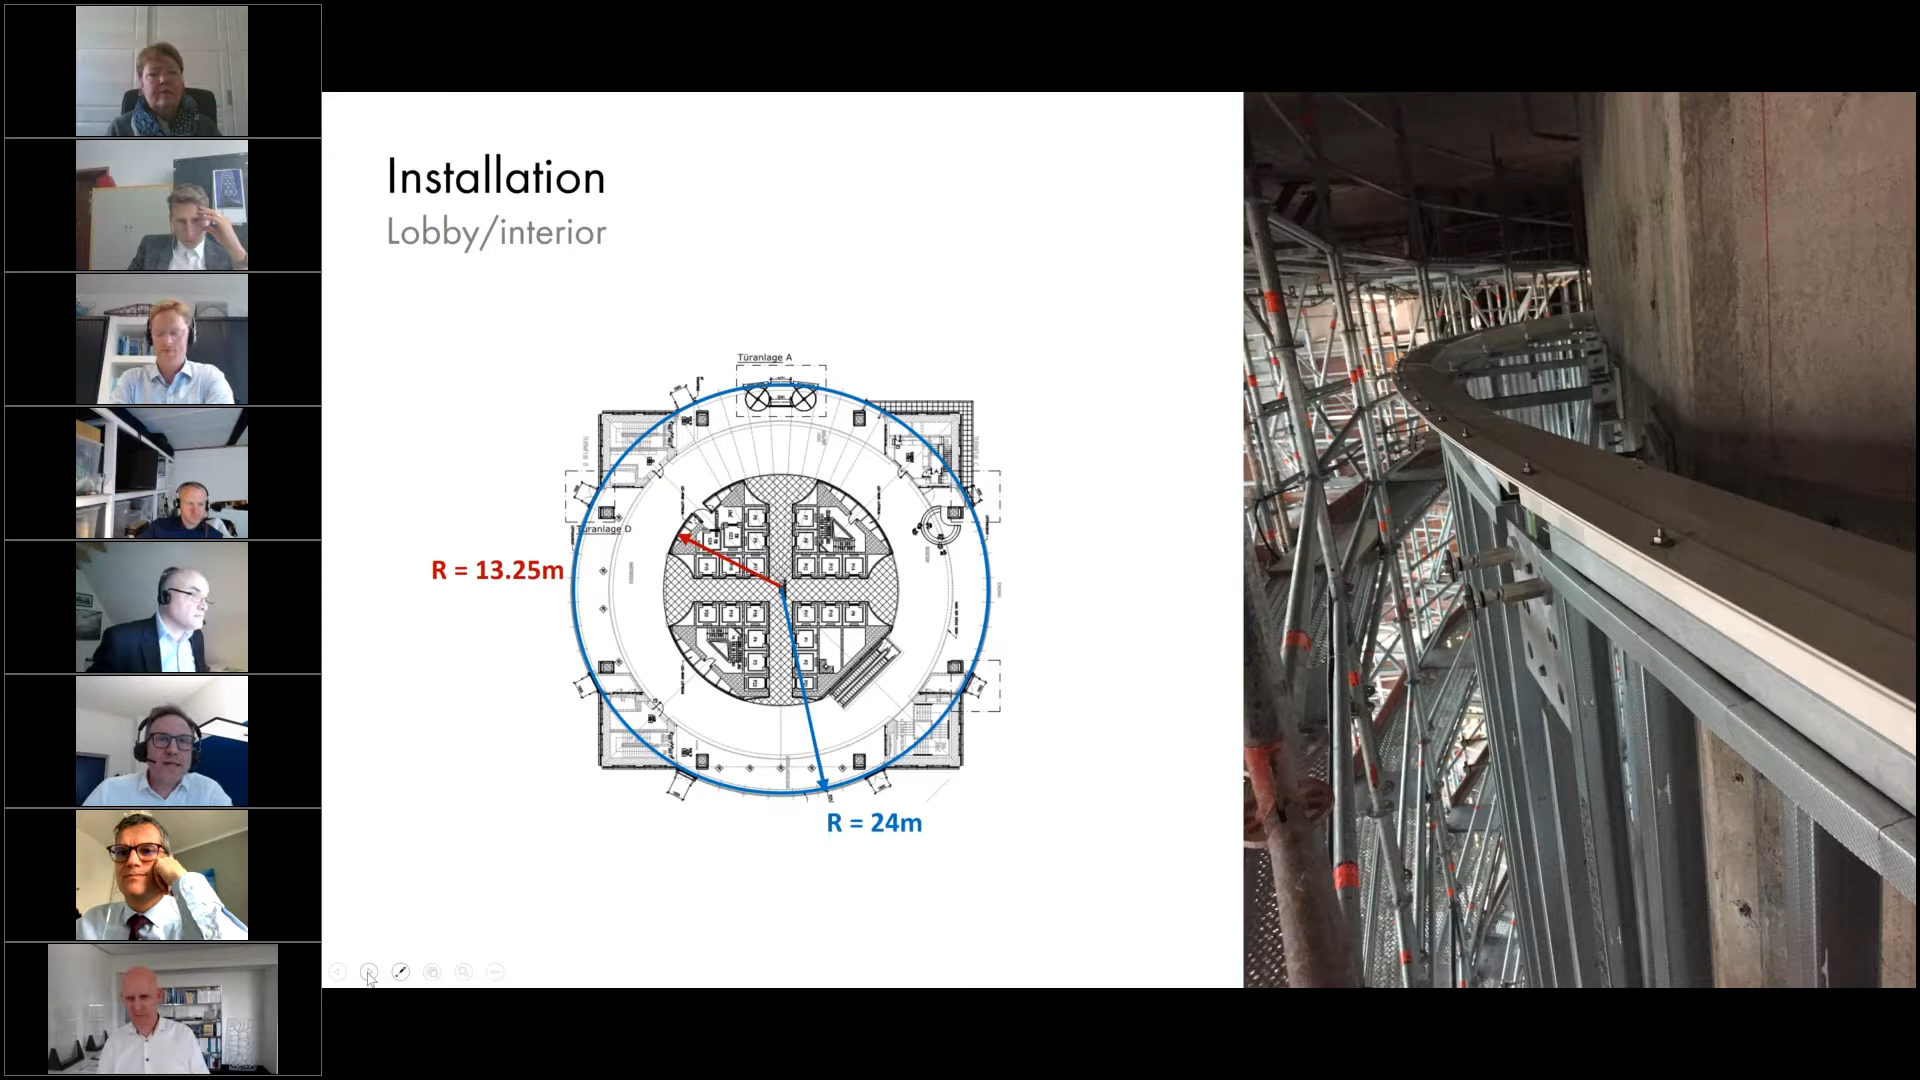 Installation
Lobby/interior
Türanlage A
Türanlage D
R = 13.25m
R = 24m